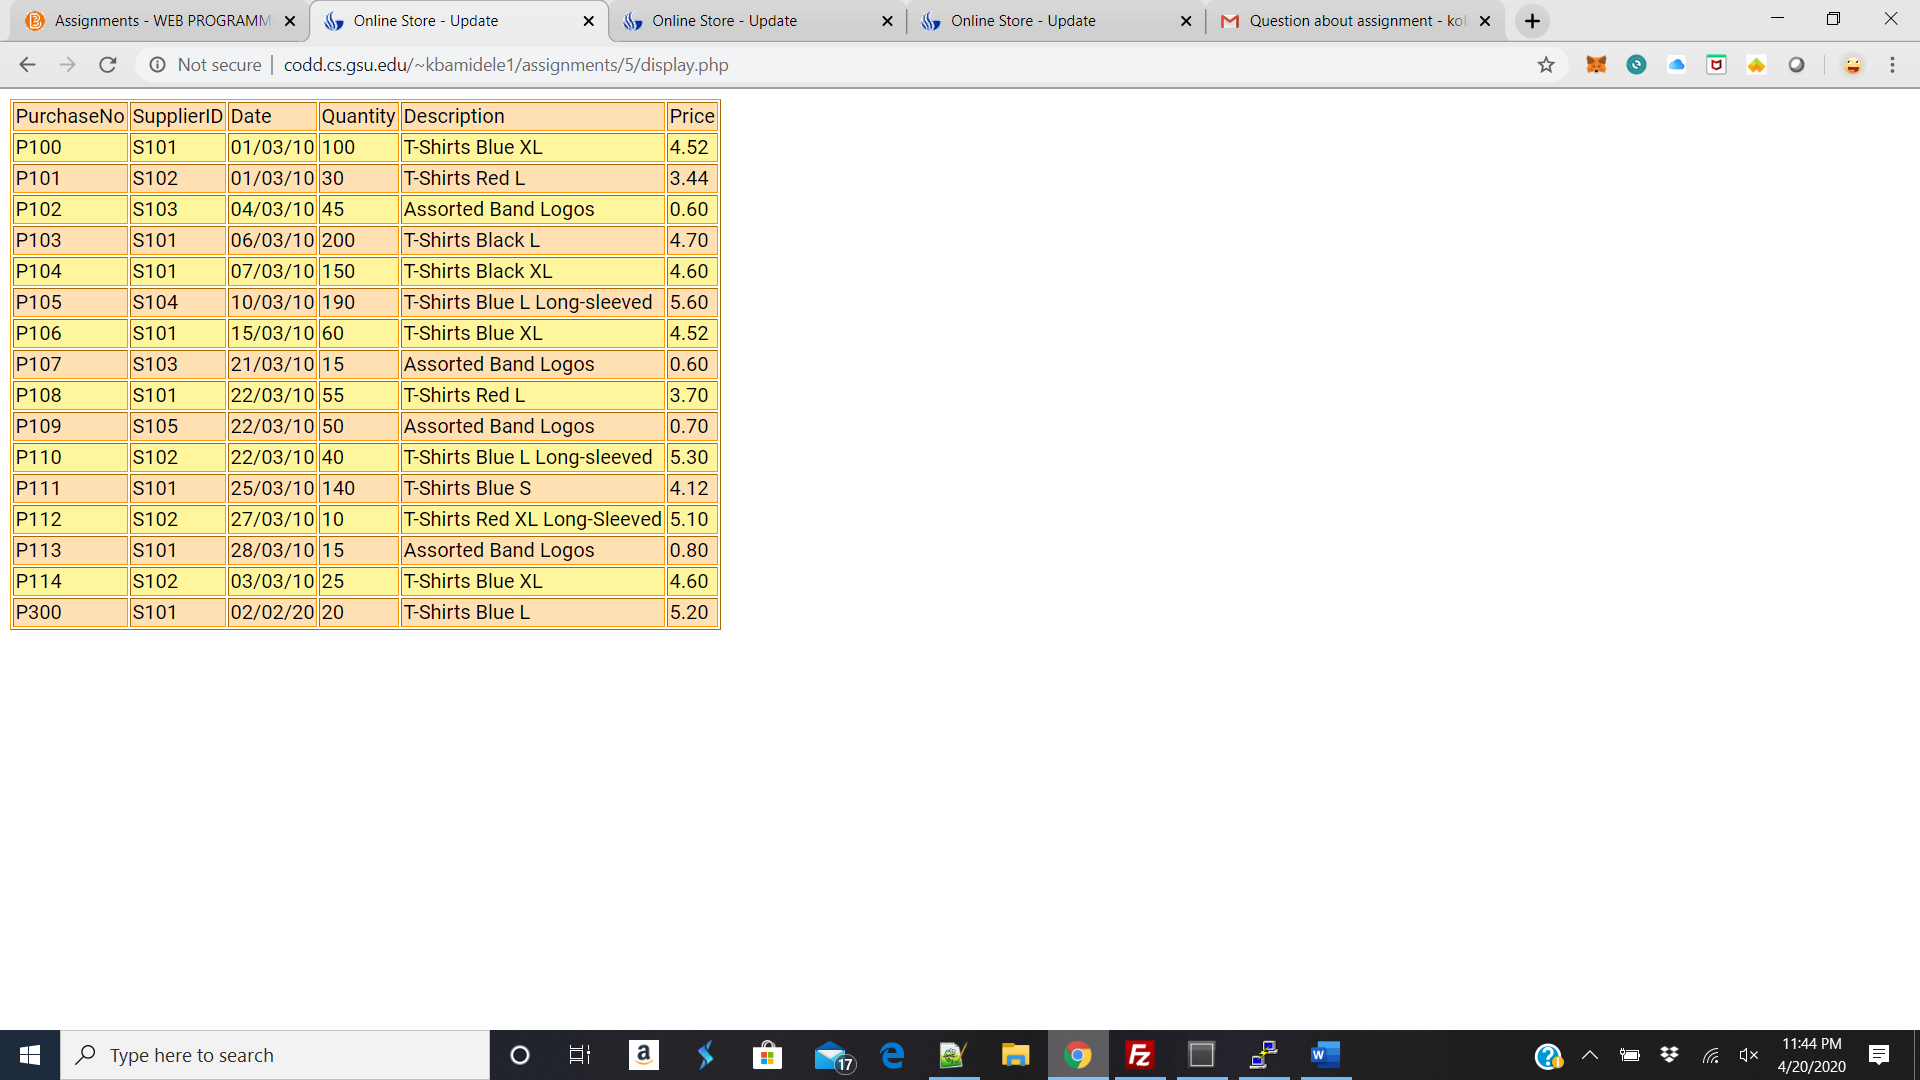 Assignments - WEB PROGRAMM
Online Store - Update
Online Store - Update
Online Store - Update
Question about assignment - kol
Not secure | codd.cs.gsu.edu/~kbamidele1/assignments/5/display.php
PurchaseNo SupplierID Date Quantity Description Price
P100 S101 01/03/10 100 T-Shirts Blue XL 4.52
P101 S102 01/03/10 30 T-Shirts Red L 3.44
P102 S103 04/03/10 45 Assorted Band Logos 0.60
P103 S101 06/03/10 200 T-Shirts Black L 4.70
P104 S101 07/03/10 150 T-Shirts Black XL 4.60
P105 S104 10/03/10 190 T-Shirts Blue L Long-sleeved 5.60
P106 S101 15/03/10 60 T-Shirts Blue XL 4.52
P107 S103 21/03/10 15 Assorted Band Logos 0.60
P108 S101 22/03/10 55 T-Shirts Red L 3.70
P109 S105 22/03/10 50 Assorted Band Logos 0.70
P110 S102 22/03/10 40 T-Shirts Blue L Long-sleeved 5.30
P111 S101 25/03/10 140 T-Shirts Blue S 4.12
P112 S102 27/03/10 10 T-Shirts Red XL Long-Sleeved 5.10
P113 S101 28/03/10 15 Assorted Band Logos 0.80
P114 S102 03/03/10 25 T-Shirts Blue XL 4.60
P300 S101 02/02/20 20 T-Shirts Blue L 5.20
Type here to search
17
11:44 PM
4/20/2020